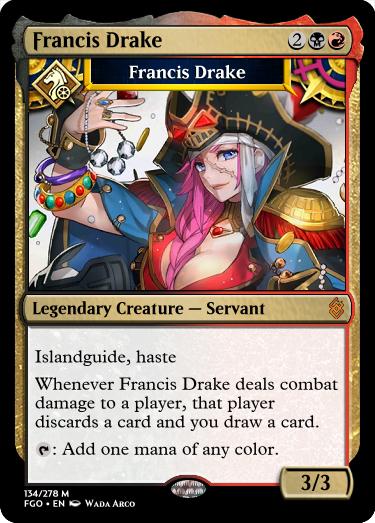 Francis Drake 2
Francis Drake
Legendary Creature — Servant
Islandguide, haste
Whenever Francis Drake deals combat
damage to a player, that player
discards a card and you draw a card.
: Add one mana of any color.
3/3
134/278 M
FGO • EN Wada Arco